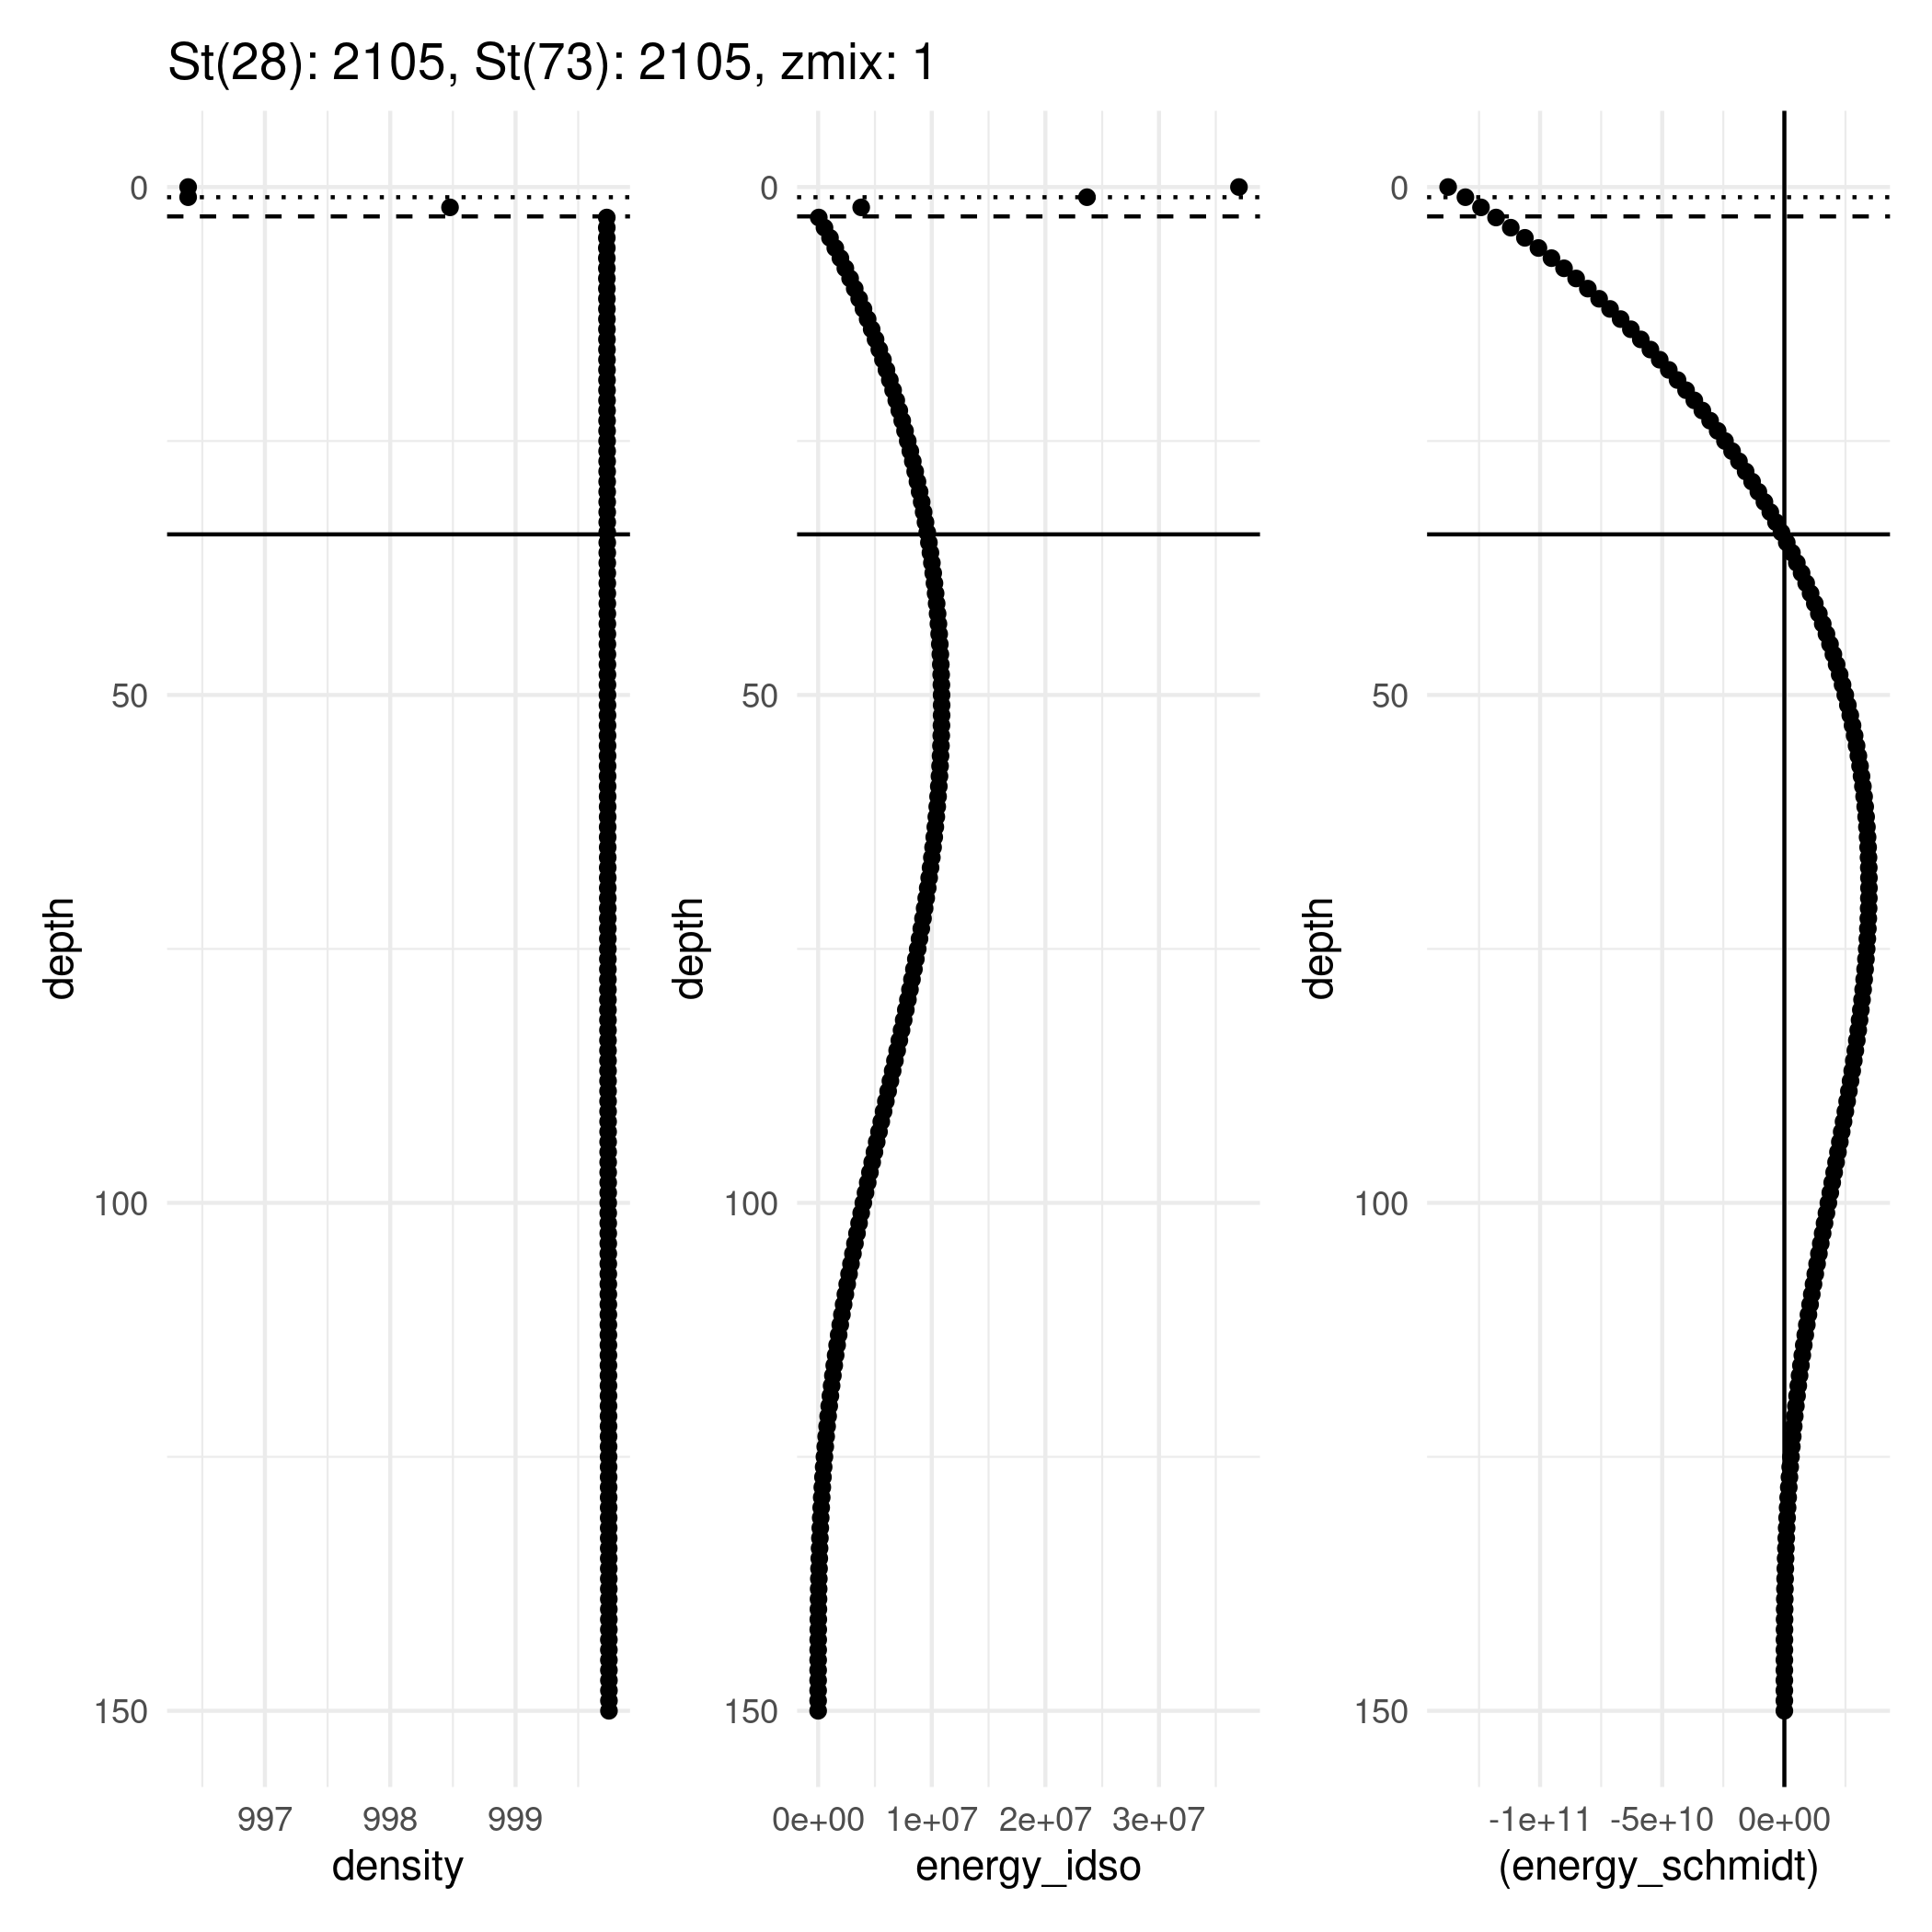 St(28): 2105, St(73): 2105, zmix: 1
depth
0
50
100
150
997 998 999
density
depth
0
50
100
150
0e+00 1e+07 2e+07 3e+07
energy_idso
depth
0
50
100
150
-1e+11 -5e+10 0e+00
(energy_schmidt)